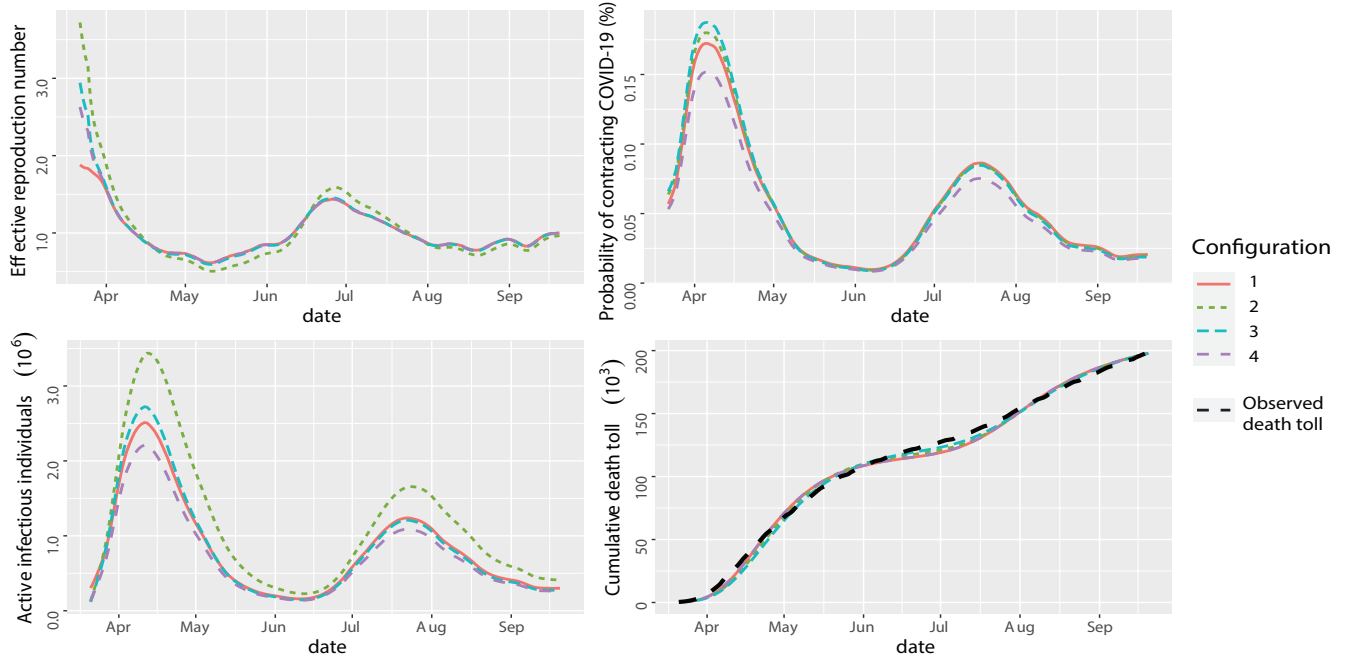 Effective reproduction number
3.0
2.0
1.0
Apr May Jun Jul Aug Sep
date
Probability of contracting COVID-19 (%)
0.15
0.10
0.05
0.00
Apr May Jun Jul Aug Sep
date
Active infectious individuals (10⁶)
3.0
2.0
1.0
0.0
Apr May Jun Jul Aug Sep
date
Cumulative death toll (10³)
200
150
100
50
0
Apr May Jun Jul Aug Sep
date
Configuration
1
2
3
4
Observed
death toll